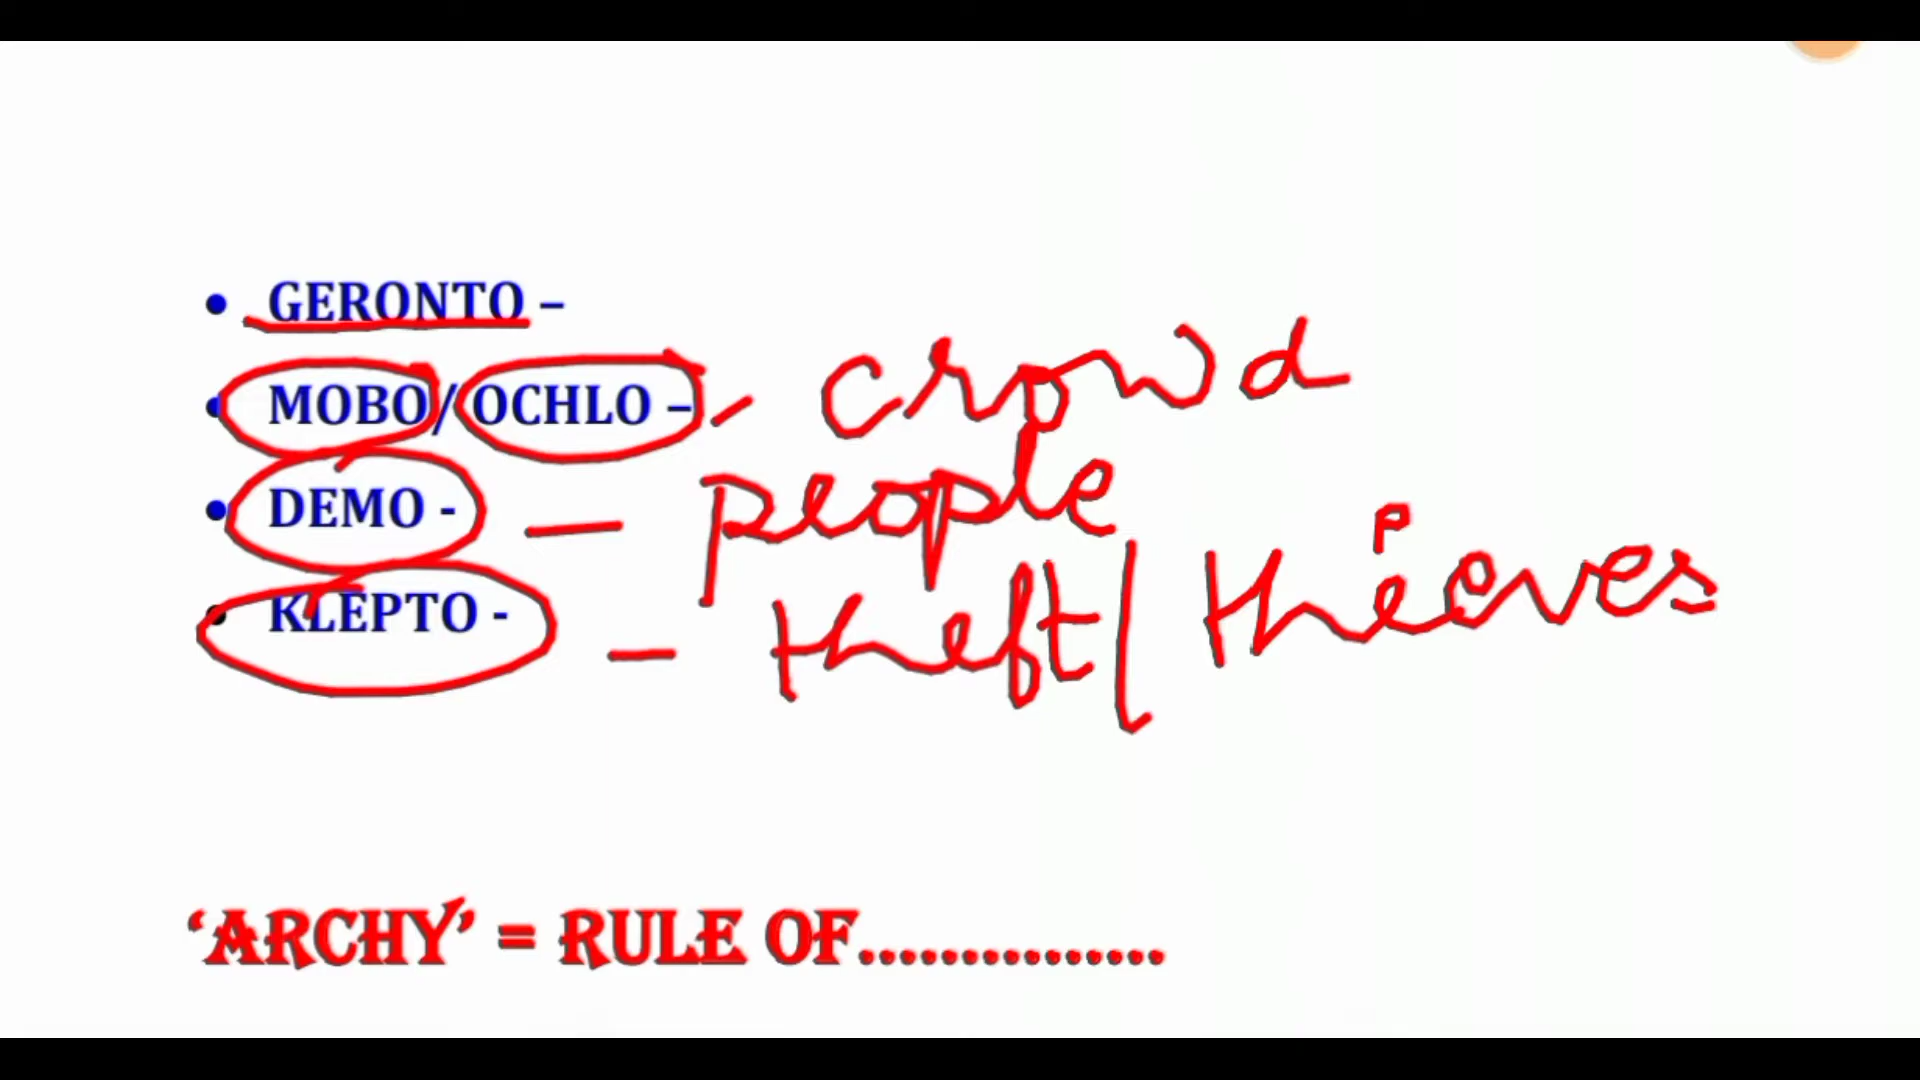 • GERONTO –
• MOBO/OCHLO – - crowd
• DEMO - – people
• KLEPTO - – theft/thieves
‘ARCHY’ = RULE OF...............